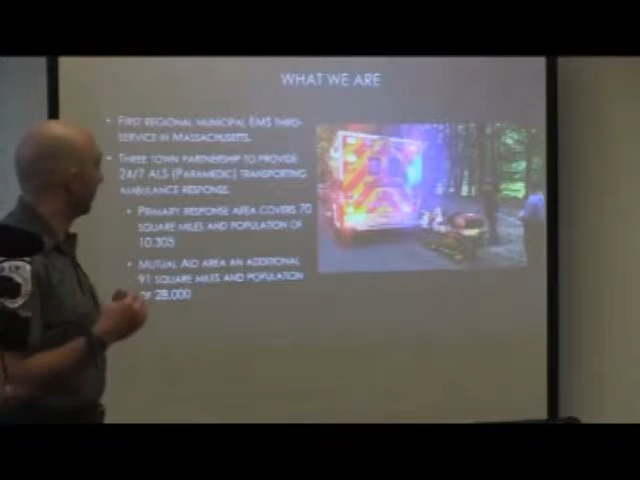 WHAT WE ARE
• FIRST REGIONAL MUNICIPAL EMS THIRD-
SERVICE IN MASSACHUSETTS.
• THREE TOWN PARTNERSHIP TO PROVIDE
24/7 ALS (PARAMEDIC) TRANSPORTING
AMBULANCE RESPONSE.
• PRIMARY RESPONSE AREA COVERS 70
SQUARE MILES AND POPULATION OF
10,305
• MUTUAL AID AREA AN ADDITIONAL
91 SQUARE MILES AND POPULATION
OF 28,000